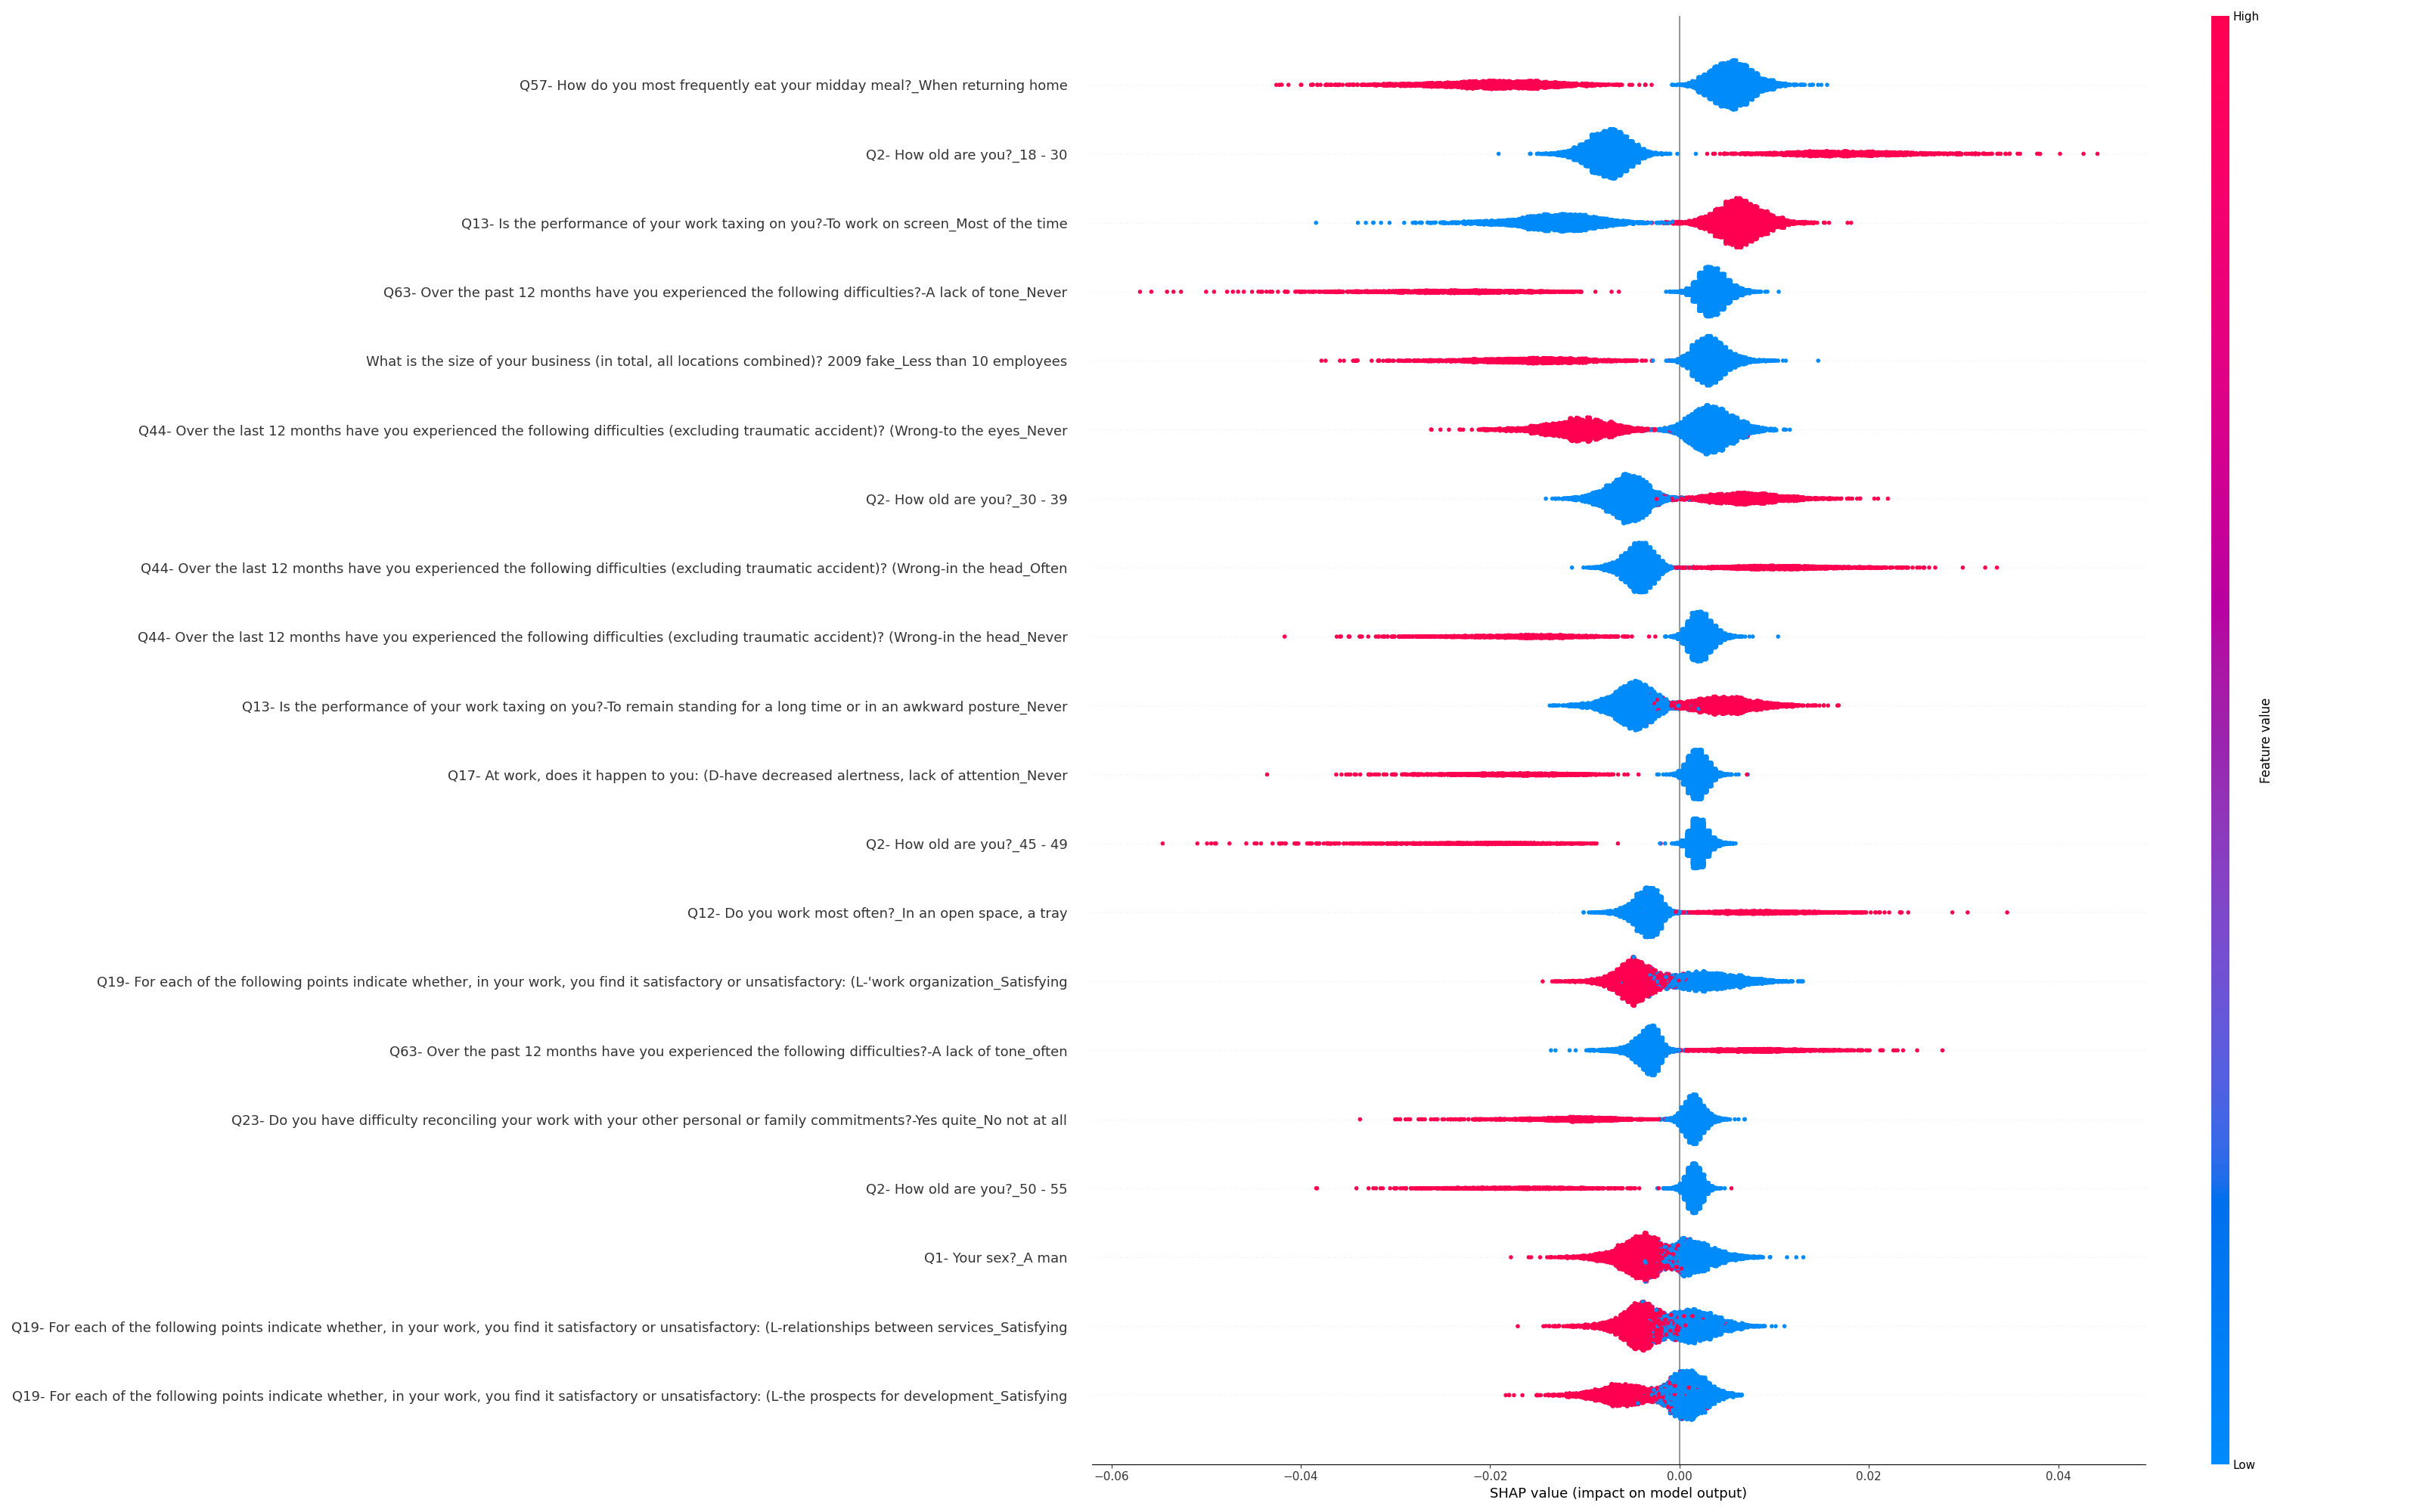 High
Q57- How do you most frequently eat your midday meal?_When returning home
Q2- How old are you?_18 - 30
Q13- Is the performance of your work taxing on you?-To work on screen_Most of the time
Q63- Over the past 12 months have you experienced the following difficulties?-A lack of tone_Never
What is the size of your business (in total, all locations combined)? 2009 fake_Less than 10 employees
Q44- Over the last 12 months have you experienced the following difficulties (excluding traumatic accident)? (Wrong-to the eyes_Never
Q2- How old are you?_30 - 39
Q44- Over the last 12 months have you experienced the following difficulties (excluding traumatic accident)? (Wrong-in the head_Often
Q44- Over the last 12 months have you experienced the following difficulties (excluding traumatic accident)? (Wrong-in the head_Never
Q13- Is the performance of your work taxing on you?-To remain standing for a long time or in an awkward posture_Never
Feature value
Q17- At work, does it happen to you: (D-have decreased alertness, lack of attention_Never
Q2- How old are you?_45 - 49
Q12- Do you work most often?_In an open space, a tray
Q19- For each of the following points indicate whether, in your work, you find it satisfactory or unsatisfactory: (L-'work organization_Satisfying
Q63- Over the past 12 months have you experienced the following difficulties?-A lack of tone_often
Q23- Do you have difficulty reconciling your work with your other personal or family commitments?-Yes quite_No not at all
Q2- How old are you?_50 - 55
Q1- Your sex?_A man
Q19- For each of the following points indicate whether, in your work, you find it satisfactory or unsatisfactory: (L-relationships between services_Satisfying
Q19- For each of the following points indicate whether, in your work, you find it satisfactory or unsatisfactory: (L-the prospects for development_Satisfying
Low
−0.06 −0.04 −0.02 0.00 0.02 0.04
SHAP value (impact on model output)